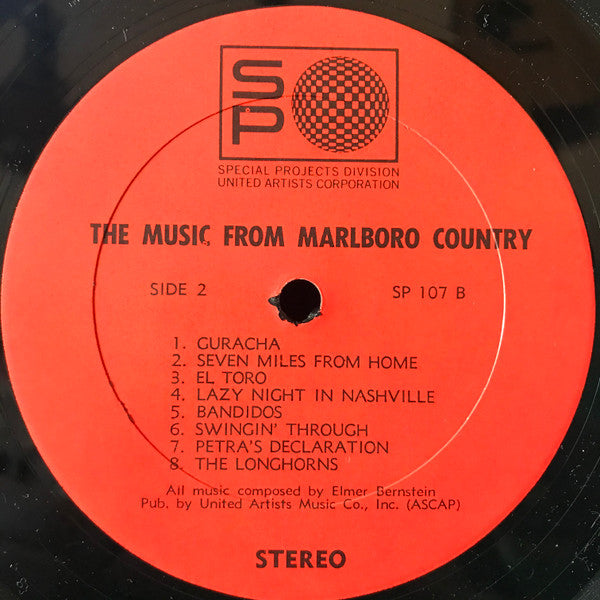 SP
SPECIAL PROJECTS DIVISION
UNITED ARTISTS CORPORATION
THE MUSIC FROM MARLBORO COUNTRY
SIDE 2 SP 107 B
1. GURACHA
2. SEVEN MILES FROM HOME
3. EL TORO
4. LAZY NIGHT IN NASHVILLE
5. BANDIDOS
6. SWINGIN' THROUGH
7. PETRA'S DECLARATION
8. THE LONGHORNS
All music composed by Elmer Bernstein
Pub. by United Artists Music Co., Inc. (ASCAP)
STEREO